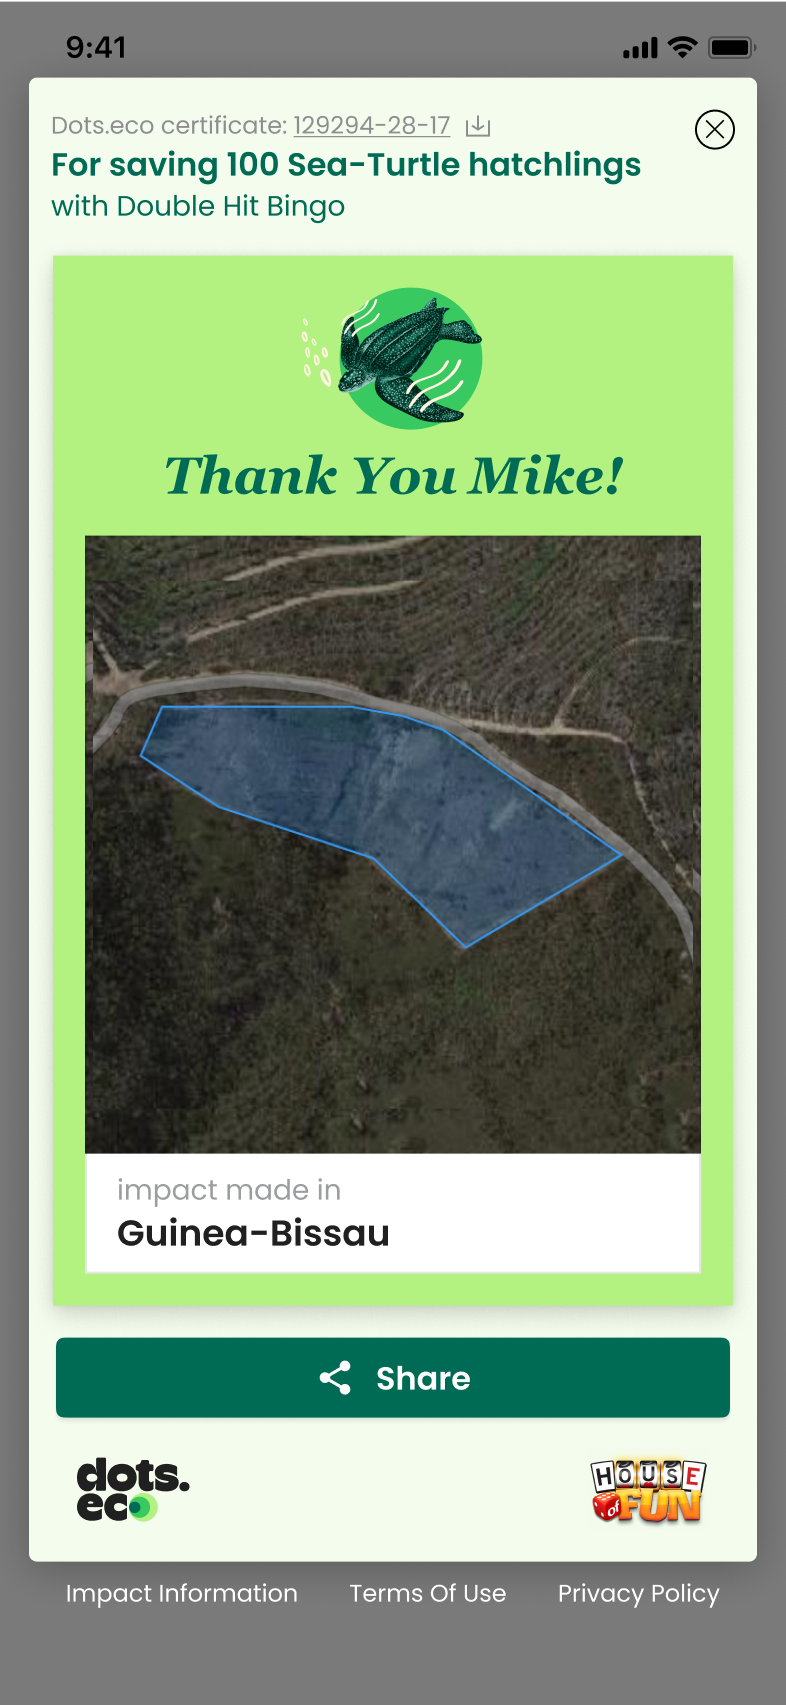 9:41
Dots.eco certificate: 129294-28-17
For saving 100 Sea-Turtle hatchlings
with Double Hit Bingo
Thank You Mike!
impact made in
Guinea-Bissau
Share
dots.
eco
HOUSE
of FUN
Impact Information Terms Of Use Privacy Policy